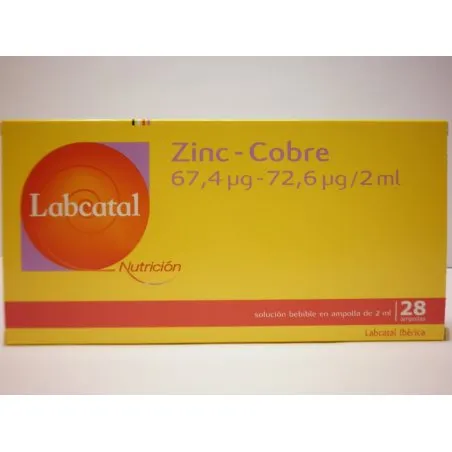 Zinc - Cobre
67,4 µg - 72,6 µg / 2 ml
Labcatal
Nutrición
solución bebible en ampolla de 2 ml
28
ampollas
Labcatal Ibérica